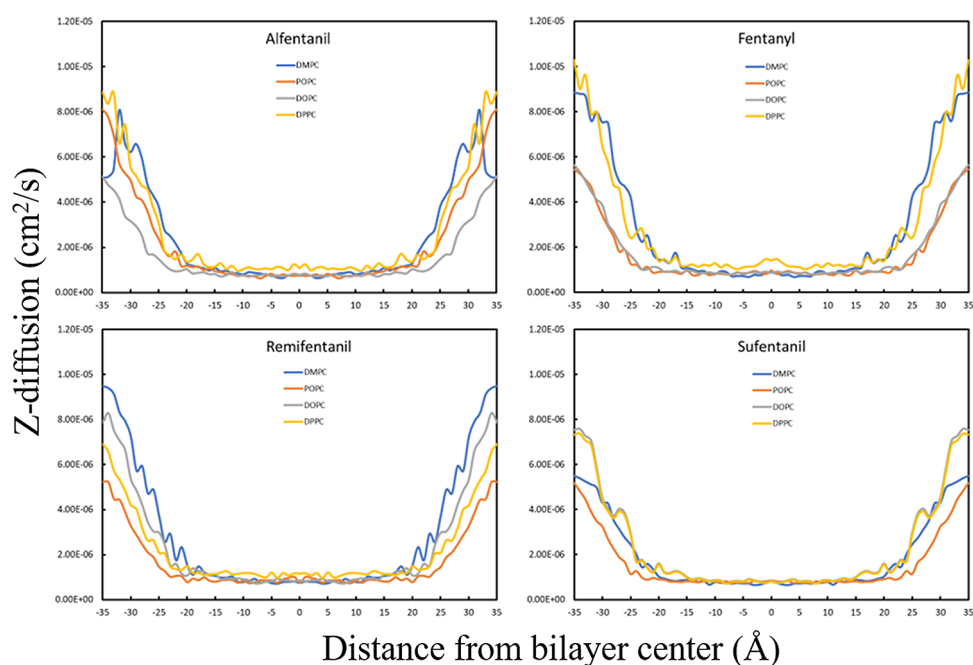 Z-diffusion (cm²/s)
Alfentanil
DMPC
POPC
DOPC
DPPC
1.20E-05
1.00E-05
8.00E-06
6.00E-06
4.00E-06
2.00E-06
0.00E+00
-35 -30 -25 -20 -15 -10 -5 0 5 10 15 20 25 30 35
Fentanyl
DMPC
POPC
DOPC
DPPC
1.20E-05
1.00E-05
8.00E-06
6.00E-06
4.00E-06
2.00E-06
0.00E+00
-35 -30 -25 -20 -15 -10 -5 0 5 10 15 20 25 30 35
Remifentanil
DMPC
POPC
DOPC
DPPC
1.20E-05
1.00E-05
8.00E-06
6.00E-06
4.00E-06
2.00E-06
0.00E+00
-35 -30 -25 -20 -15 -10 -5 0 5 10 15 20 25 30 35
Sufentanil
DMPC
POPC
DOPC
DPPC
1.20E-05
1.00E-05
8.00E-06
6.00E-06
4.00E-06
2.00E-06
0.00E+00
-35 -30 -25 -20 -15 -10 -5 0 5 10 15 20 25 30 35
Distance from bilayer center (Å)